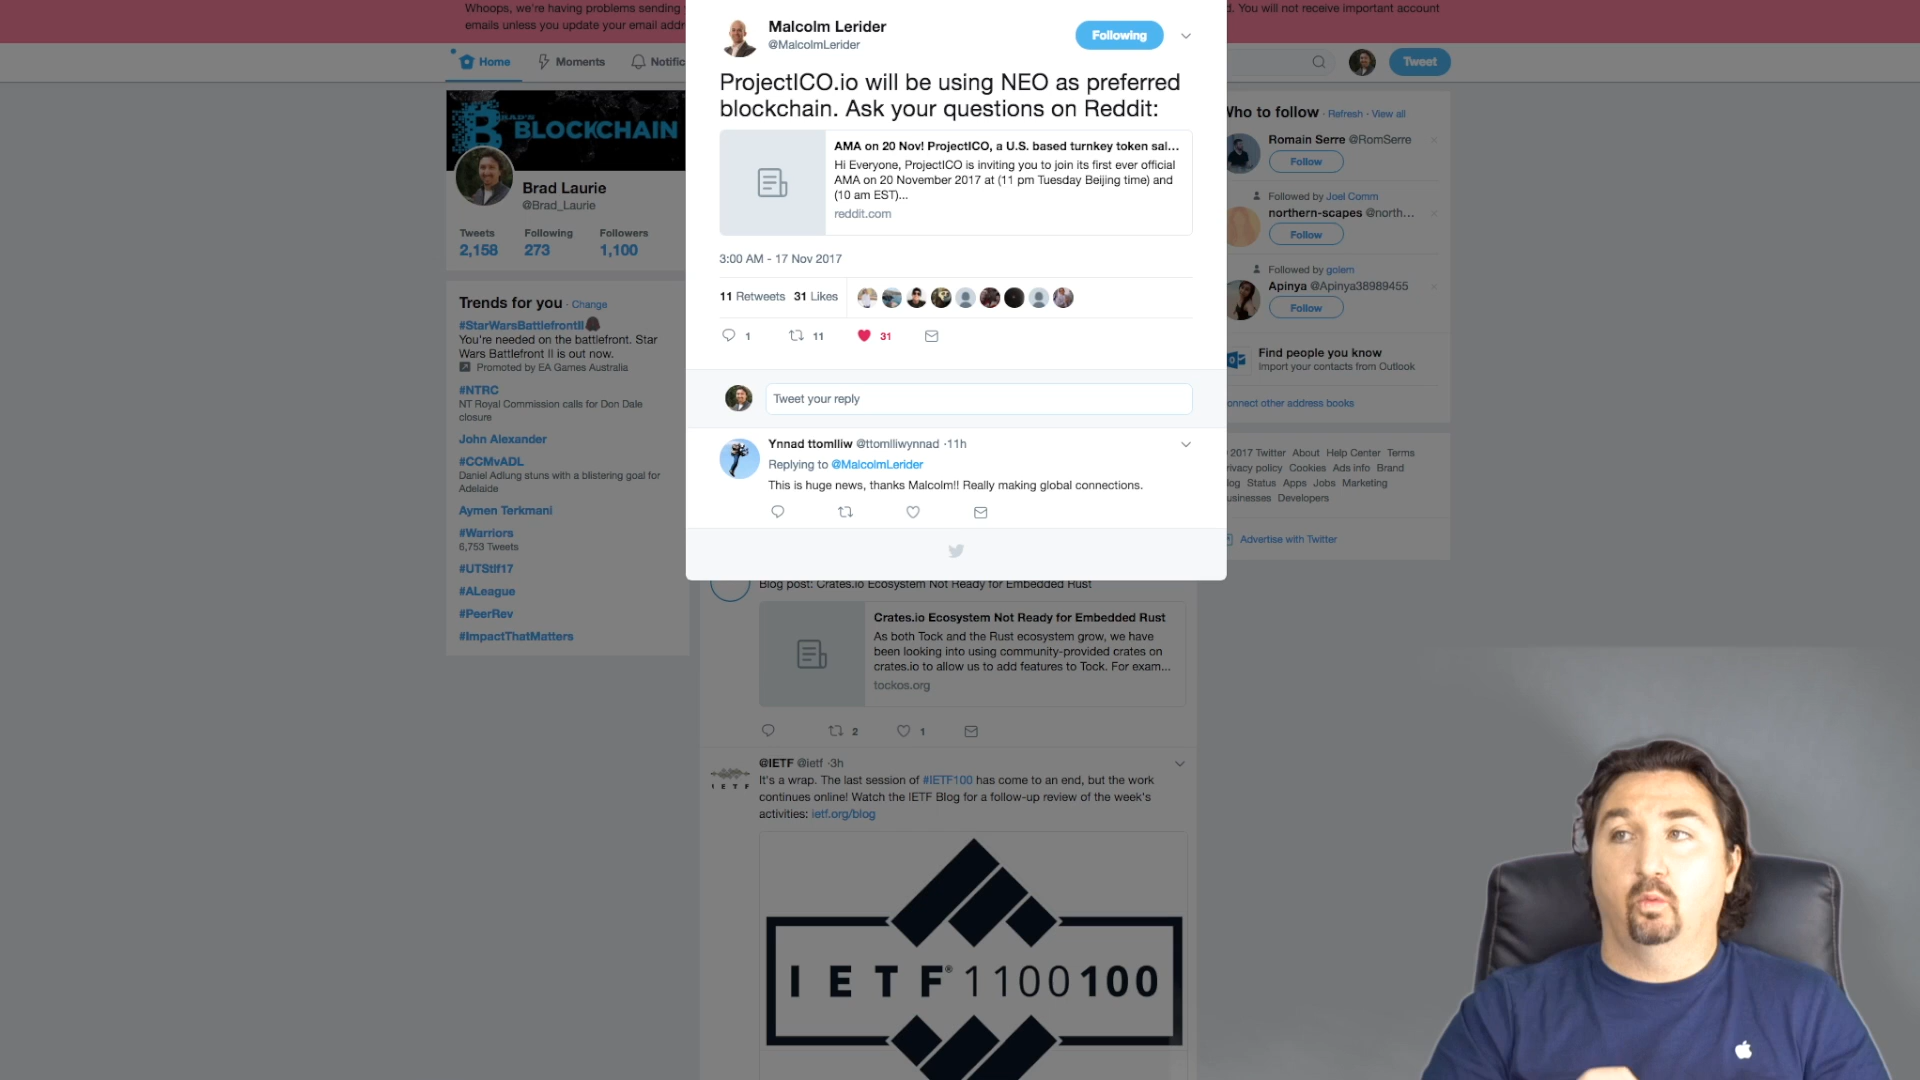 Whoops, we're having problems sending
d. You will not receive important account
emails unless you update your email addr
Home
Moments
Notific
Tweet
BLOCKCHAIN
Brad Laurie
@Brad_Laurie
Tweets
Following
Followers
2,158
273
1,100
Trends for you · Change
#StarWarsBattlefrontII
You're needed on the battlefront. Star
Wars Battlefront II is out now.
Promoted by EA Games Australia
#NTRC
NT Royal Commission calls for Don Dale
closure
John Alexander
#CCMvADL
Daniel Adlung stuns with a blistering goal for
Adelaide
Aymen Terkmani
#Warriors
6,753 Tweets
#UTStlf17
#ALeague
#PeerRev
#ImpactThatMatters
Malcolm Lerider
@MalcolmLerider
Following
ProjectICO.io will be using NEO as preferred
blockchain. Ask your questions on Reddit:
AMA on 20 Nov! ProjectICO, a U.S. based turnkey token sal...
Hi Everyone, ProjectICO is inviting you to join its first ever official
AMA on 20 November 2017 at (11 pm Tuesday Beijing time) and
(10 am EST)...
reddit.com
3:00 AM - 17 Nov 2017
11 Retweets 31 Likes
1
11
31
Tweet your reply
Ynnad ttomlliw @ttomlliwynnad · 11h
Replying to @MalcolmLerider
This is huge news, thanks Malcolm!! Really making global connections.
Blog post: Crates.io Ecosystem Not Ready for Embedded Rust
Crates.io Ecosystem Not Ready for Embedded Rust
As both Tock and the Rust ecosystem grow, we have
been looking into using community-provided crates on
crates.io to allow us to add features to Tock. For exam...
tockos.org
2
1
@IETF @ietf · 3h
It's a wrap. The last session of #IETF100 has come to an end, but the work
continues online! Watch the IETF Blog for a follow-up review of the week's
activities: ietf.org/blog
IETF
IETF® 1100100
Who to follow · Refresh · View all
Romain Serre @RomSerre
Follow
Followed by Joel Comm
northern-scapes @north...
Follow
Followed by golem
Apinya @Apinya38989455
Follow
Find people you know
Import your contacts from Outlook
onnect other address books
2017 Twitter About Help Center Terms
rivacy policy Cookies Ads info Brand
log Status Apps Jobs Marketing
usinesses Developers
Advertise with Twitter